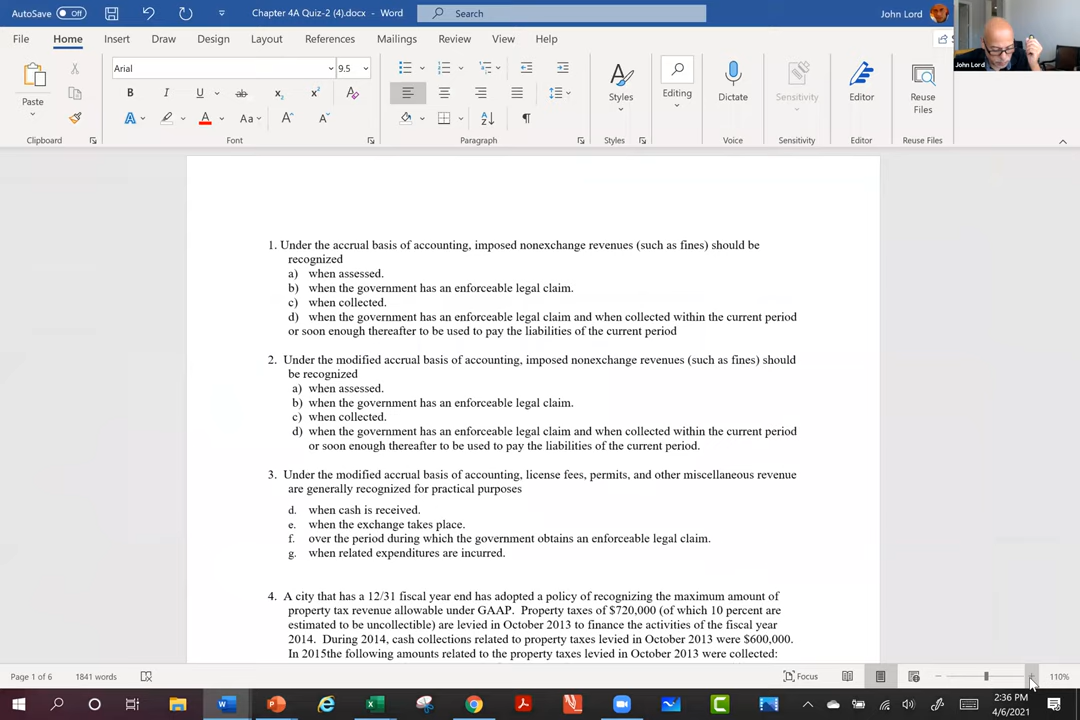 AutoSave Off Chapter 4A Quiz-2 (4).docx - Word Search John Lord
File Home Insert Draw Design Layout References Mailings Review View Help
John Lord
Arial 9.5
Paste
B I U ab x₂ x²
A A Aa A A
Styles Editing Dictate Sensitivity Editor Reuse Files
Clipboard Font Paragraph Styles Voice Sensitivity Editor Reuse Files
1. Under the accrual basis of accounting, imposed nonexchange revenues (such as fines) should be
recognized
a) when assessed.
b) when the government has an enforceable legal claim.
c) when collected.
d) when the government has an enforceable legal claim and when collected within the current period
or soon enough thereafter to be used to pay the liabilities of the current period
2. Under the modified accrual basis of accounting, imposed nonexchange revenues (such as fines) should
be recognized
a) when assessed.
b) when the government has an enforceable legal claim.
c) when collected.
d) when the government has an enforceable legal claim and when collected within the current period
or soon enough thereafter to be used to pay the liabilities of the current period.
3. Under the modified accrual basis of accounting, license fees, permits, and other miscellaneous revenue
are generally recognized for practical purposes
d. when cash is received.
e. when the exchange takes place.
f. over the period during which the government obtains an enforceable legal claim.
g. when related expenditures are incurred.
4. A city that has a 12/31 fiscal year end has adopted a policy of recognizing the maximum amount of
property tax revenue allowable under GAAP. Property taxes of $720,000 (of which 10 percent are
estimated to be uncollectible) are levied in October 2013 to finance the activities of the fiscal year
2014. During 2014, cash collections related to property taxes levied in October 2013 were $600,000.
In 2015the following amounts related to the property taxes levied in October 2013 were collected:
Page 1 of 6 1841 words Focus 110%
2:36 PM
4/6/2021